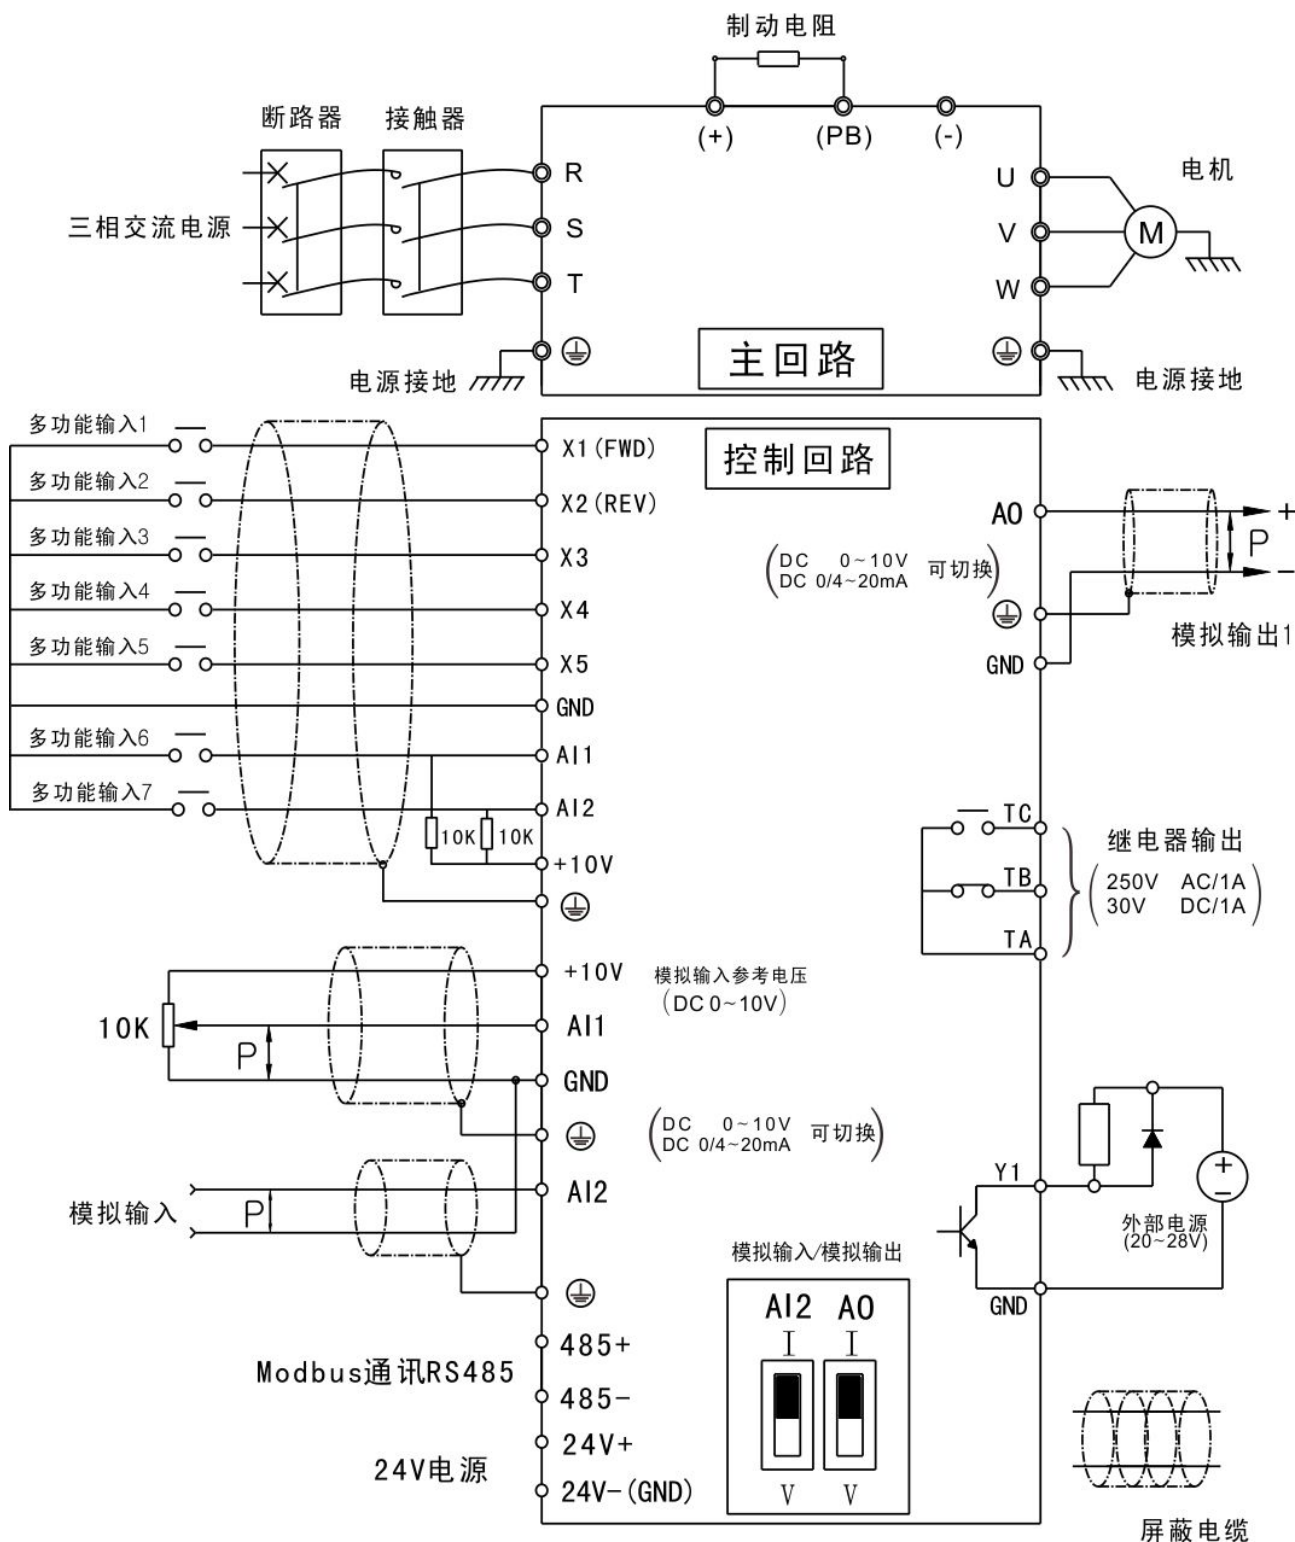 制动电阻
断路器
接触器
(+)
(PB)
(-)
三相交流电源
R
S
T
U
V
W
电机
M
电源接地
主回路
电源接地
控制回路
多功能输入1
X1(FWD)
多功能输入2
X2(REV)
多功能输入3
X3
多功能输入4
X4
多功能输入5
X5
GND
多功能输入6
AI1
多功能输入7
AI2
10K
10K
+10V
AO
+
P
−
DC 0~10V
DC 0/4~20mA
可切换
GND
模拟输出1
TC
TB
TA
继电器输出
250V AC/1A
30V DC/1A
+10V
模拟输入参考电压
(DC 0~10V)
10K
AI1
P
GND
DC 0~10V
DC 0/4~20mA
可切换
模拟输入
P
AI2
Y1
+
−
外部电源
(20~28V)
GND
模拟输入/模拟输出
AI2 AO
I I
V V
Modbus通讯RS485
485+
485-
24V电源
24V+
24V-(GND)
屏蔽电缆